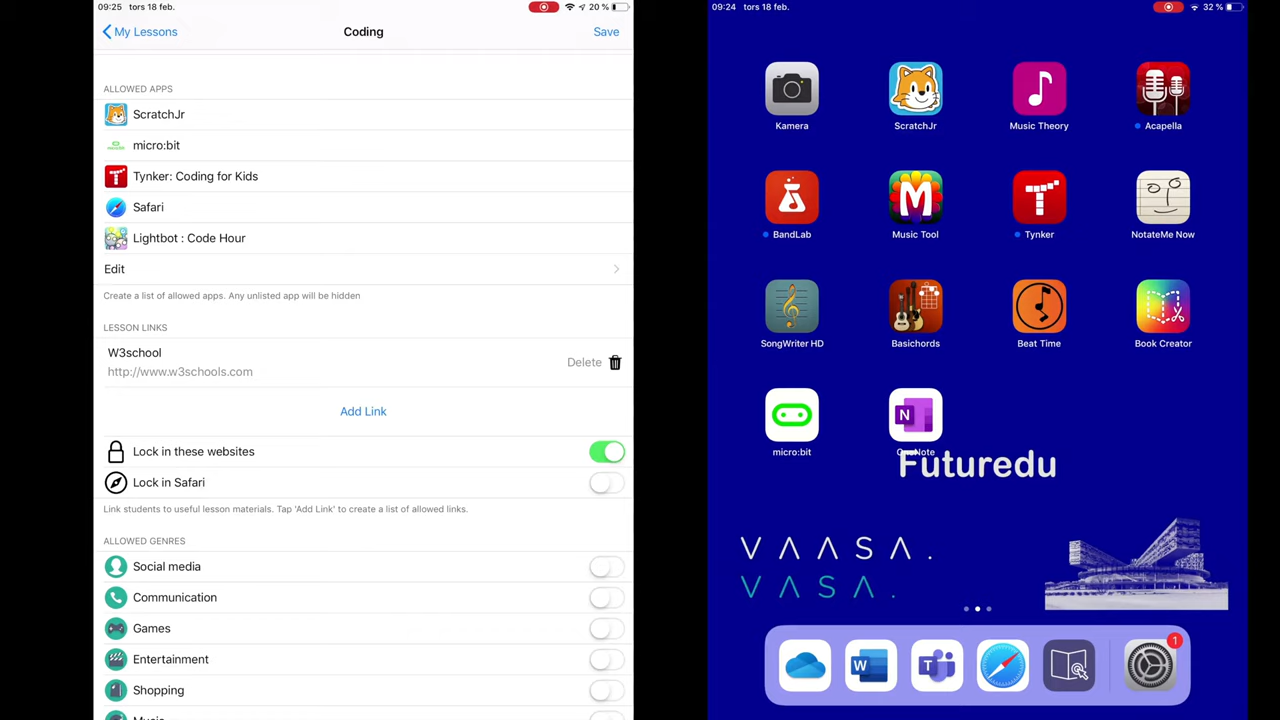 09:25 tors 18 feb.
20 %
My Lessons
Coding
Save
ALLOWED APPS
ScratchJr
micro:bit
Tynker: Coding for Kids
Safari
Lightbot : Code Hour
Edit
Create a list of allowed apps. Any unlisted app will be hidden
LESSON LINKS
W3school
http://www.w3schools.com
Delete
Add Link
Lock in these websites
Lock in Safari
Link students to useful lesson materials. Tap 'Add Link' to create a list of allowed links.
ALLOWED GENRES
Social media
Communication
Games
Entertainment
Shopping
Music
09:24 tors 18 feb.
32 %
Kamera
ScratchJr
Music Theory
Acapella
BandLab
Music Tool
Tynker
NotateMe Now
SongWriter HD
Basichords
Beat Time
Book Creator
micro:bit
OneNote
Futuredu
VAASA.
VASA.
1